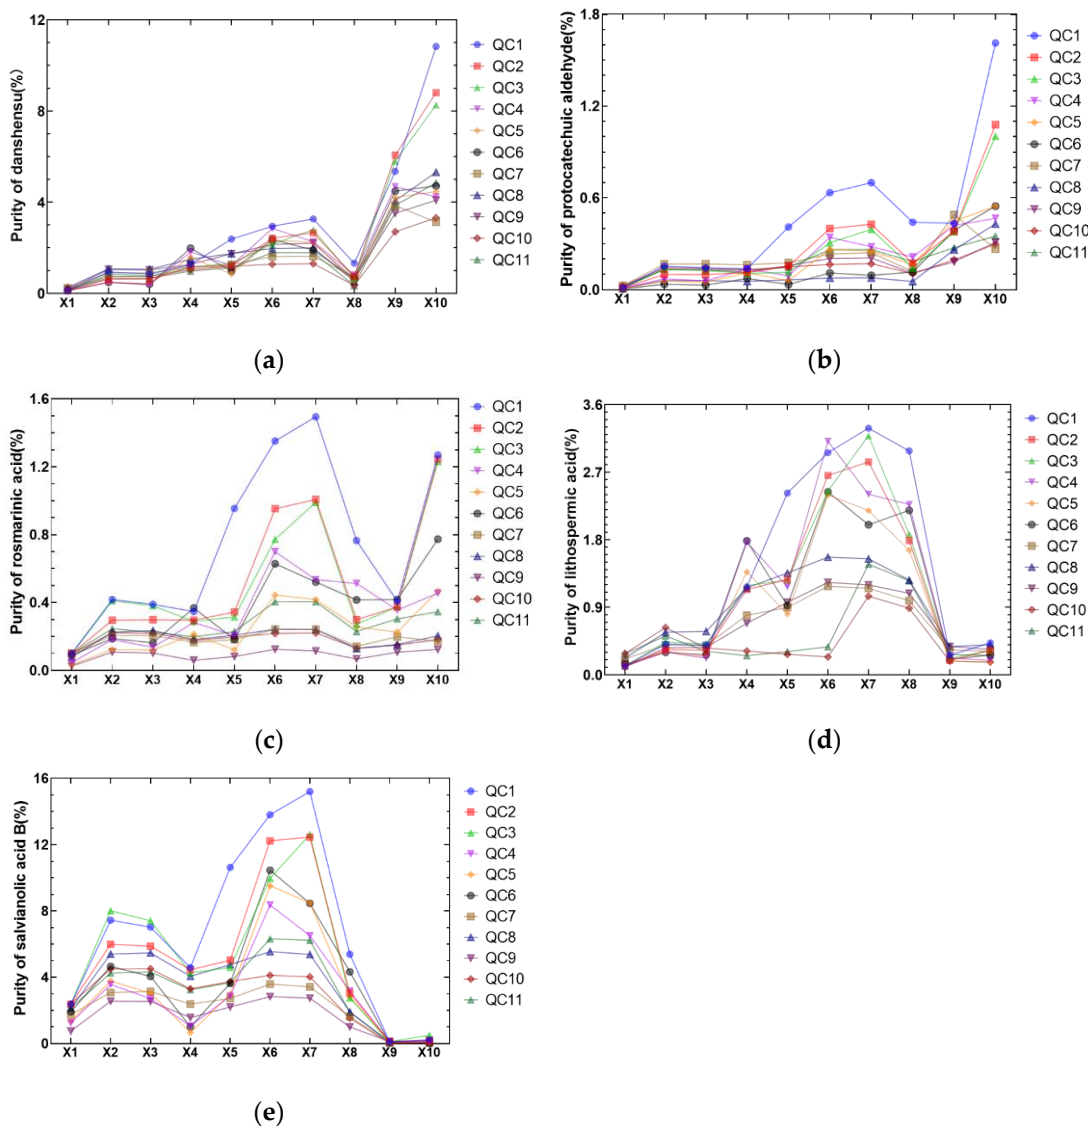 Purity of danshensu(%)
12
8
4
0
X1 X2 X3 X4 X5 X6 X7 X8 X9 X10
QC1
QC2
QC3
QC4
QC5
QC6
QC7
QC8
QC9
QC10
QC11
(a)
Purity of protocatechuic aldehyde(%)
1.8
1.2
0.6
0.0
X1 X2 X3 X4 X5 X6 X7 X8 X9 X10
QC1
QC2
QC3
QC4
QC5
QC6
QC7
QC8
QC9
QC10
QC11
(b)
Purity of rosmarinic acid(%)
1.6
1.2
0.8
0.4
0.0
X1 X2 X3 X4 X5 X6 X7 X8 X9 X10
QC1
QC2
QC3
QC4
QC5
QC6
QC7
QC8
QC9
QC10
QC11
(c)
Purity of lithospermic acid(%)
3.6
2.7
1.8
0.9
0.0
X1 X2 X3 X4 X5 X6 X7 X8 X9 X10
QC1
QC2
QC3
QC4
QC5
QC6
QC7
QC8
QC9
QC10
QC11
(d)
Purity of salvianolic acid B(%)
16
12
8
4
0
X1 X2 X3 X4 X5 X6 X7 X8 X9 X10
QC1
QC2
QC3
QC4
QC5
QC6
QC7
QC8
QC9
QC10
QC11
(e)